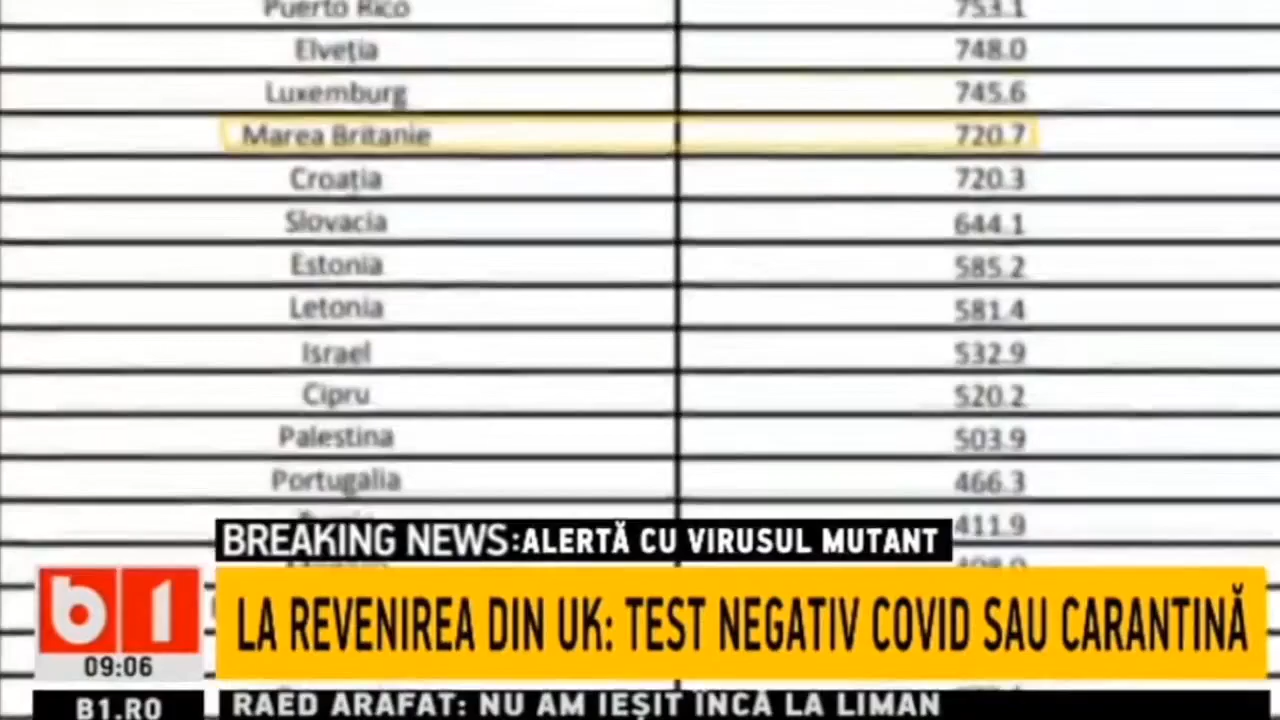 Puerto Rico 753.1
Elveția 748.0
Luxemburg 745.6
Marea Britanie 720.7
Croația 720.3
Slovacia 644.1
Estonia 585.2
Letonia 581.4
Israel 532.9
Cipru 520.2
Palestina 503.9
Portugalia 466.3
411.9
BREAKING NEWS:ALERTĂ CU VIRUSUL MUTANT
b1
LA REVENIREA DIN UK: TEST NEGATIV COVID SAU CARANTINĂ
09:06
B1.RO
RAED ARAFAT: NU AM IEȘIT ÎNCĂ LA LIMAN